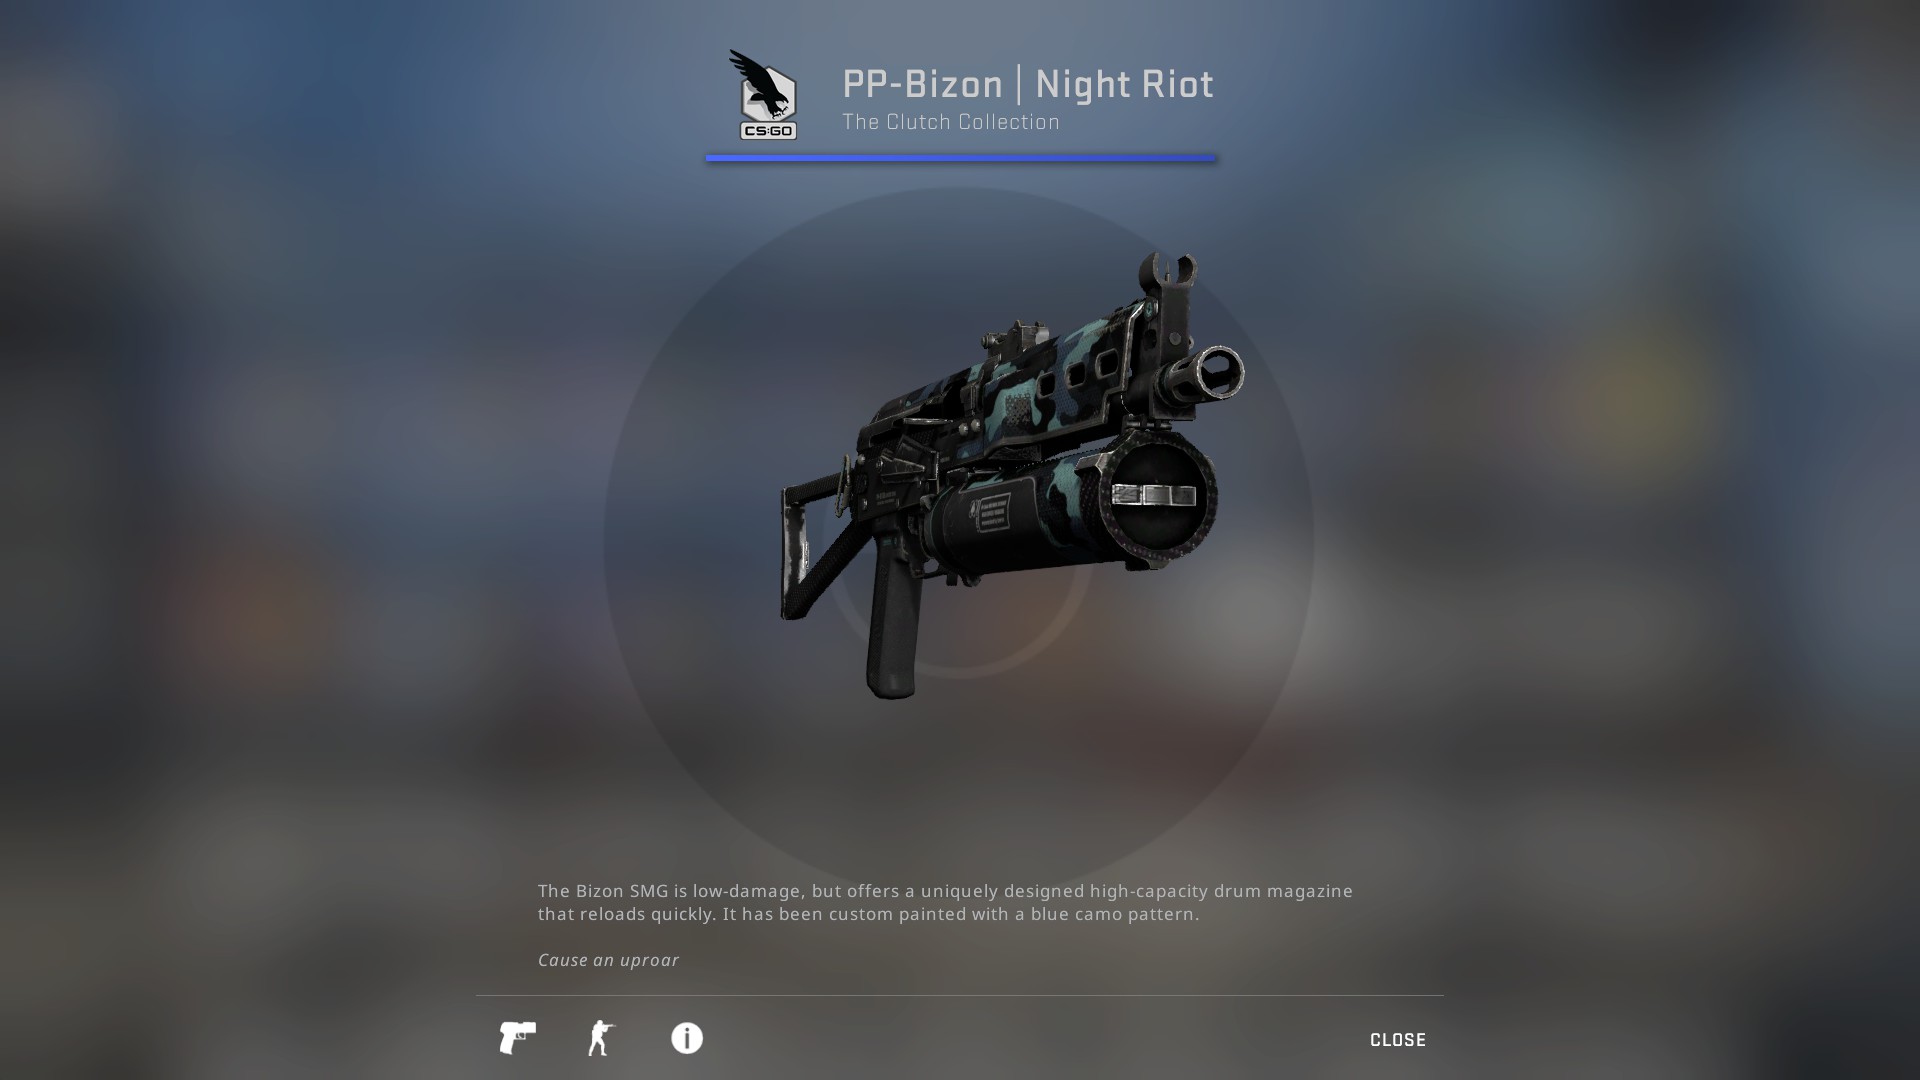 PP-Bizon | Night Riot
The Clutch Collection
CS:GO
The Bizon SMG is low-damage, but offers a uniquely designed high-capacity drum magazine
that reloads quickly. It has been custom painted with a blue camo pattern.
Cause an uproar
CLOSE